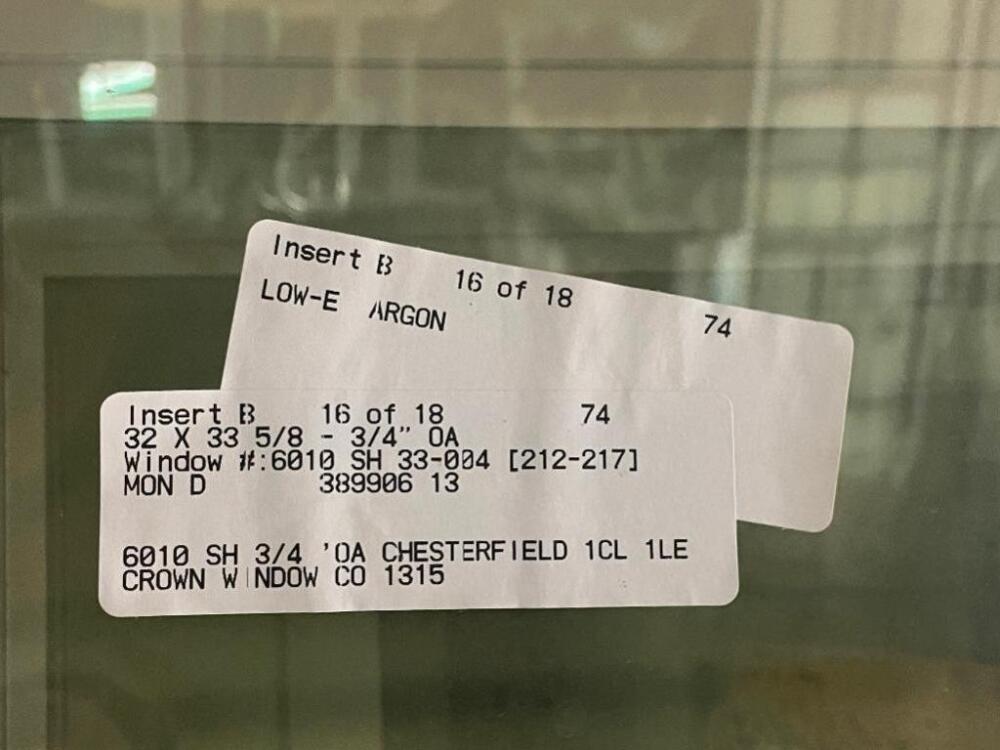 Insert B 16 of 18 74
LOW-E ARGON
Insert B 16 of 18 74
32 X 33 5/8 - 3/4" OA
Window #:6010 SH 33-004 [212-217]
MON D 389906 13
6010 SH 3/4 'OA CHESTERFIELD 1CL 1LE
CROWN WINDOW CO 1315